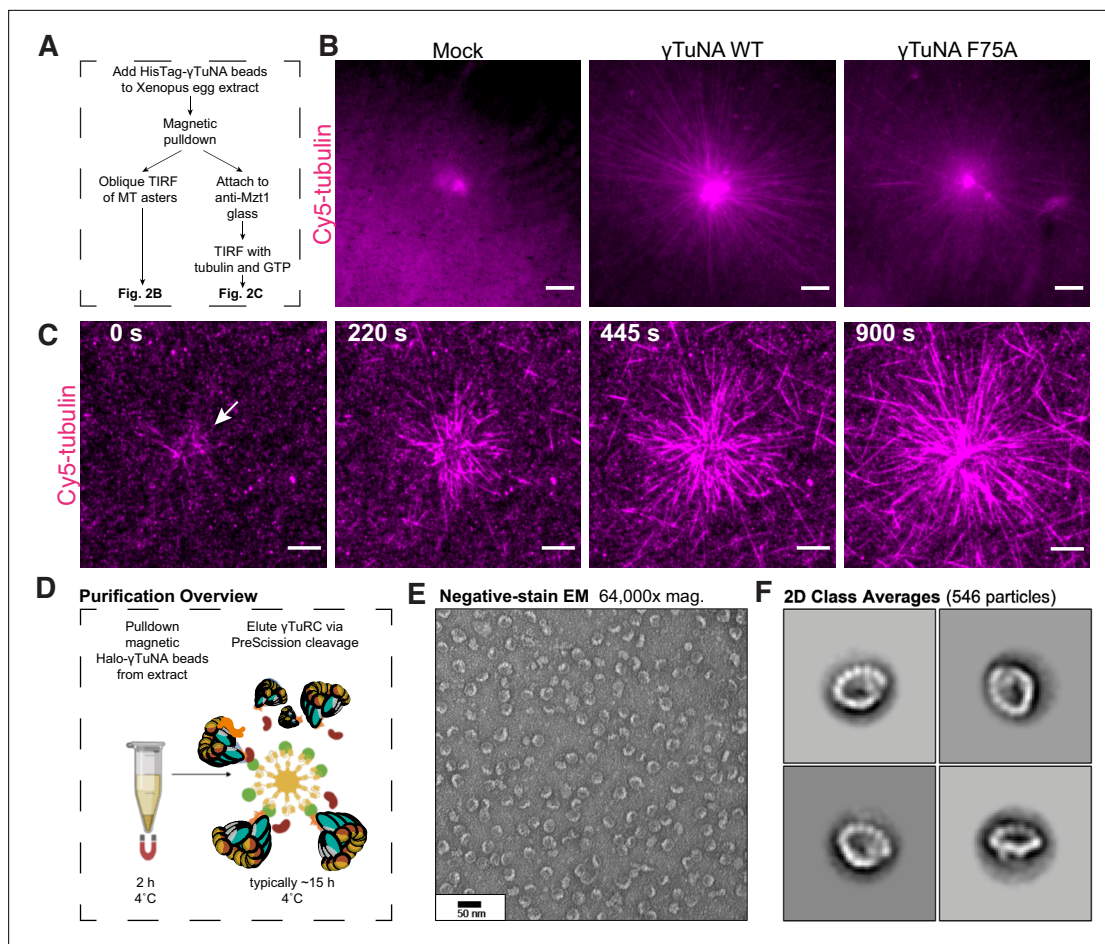 A
Add HisTag-γTuNA beads
to Xenopus egg extract
Magnetic
pulldown
Oblique TIRF
of MT asters
Attach to
anti-Mzt1
glass
TIRF with
tubulin and GTP
Fig. 2B
Fig. 2C
B
Mock
γTuNA WT
γTuNA F75A
Cy5-tubulin
C
0 s
220 s
445 s
900 s
Cy5-tubulin
D
Purification Overview
Pulldown
magnetic
Halo-γTuNA beads
from extract
Elute γTuRC via
PreScission cleavage
2 h
4˚C
typically ~15 h
4˚C
E
Negative-stain EM 64,000x mag.
50 nm
F
2D Class Averages (546 particles)